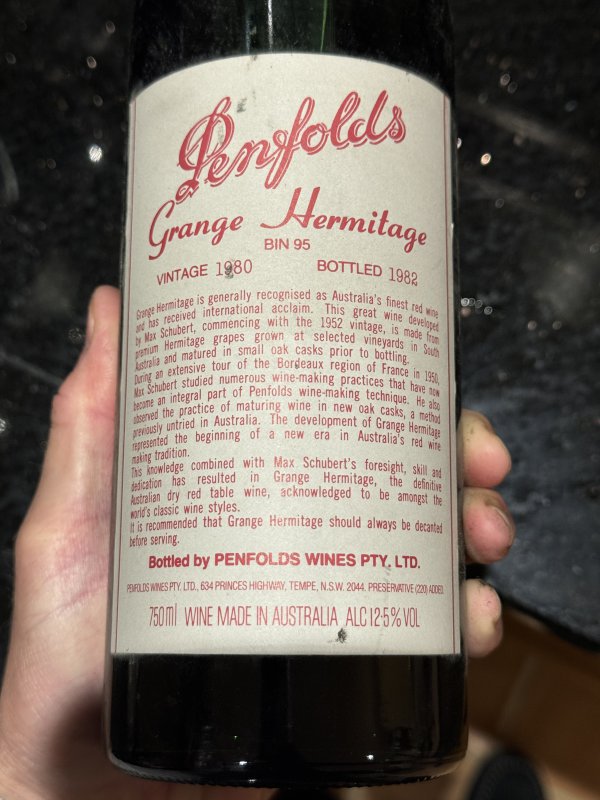 Penfolds
Grange Hermitage
BIN 95
VINTAGE 1980 BOTTLED 1982
Grange Hermitage is generally recognised as Australia's finest red wine
and has received international acclaim. This great wine developed
by Max Schubert, commencing with the 1952 vintage, is made from
premium Hermitage grapes grown at selected vineyards in South
Australia and matured in small oak casks prior to bottling.
During an extensive tour of the Bordeaux region of France in 1950,
Max Schubert studied numerous wine-making practices that have now
become an integral part of Penfolds wine-making technique. He also
observed the practice of maturing wine in new oak casks, a method
previously untried in Australia. The development of Grange Hermitage
represented the beginning of a new era in Australia's red wine
making tradition.
This knowledge combined with Max Schubert's foresight, skill and
dedication has resulted in Grange Hermitage, the definitive
Australian dry red table wine, acknowledged to be amongst the
world's classic wine styles.
It is recommended that Grange Hermitage should always be decanted
before serving.
Bottled by PENFOLDS WINES PTY. LTD.
PENFOLDS WINES PTY. LTD., 634 PRINCES HIGHWAY, TEMPE, N.S.W. 2044. PRESERVATIVE (220) ADDED
750ml WINE MADE IN AUSTRALIA ALC 12·5% VOL